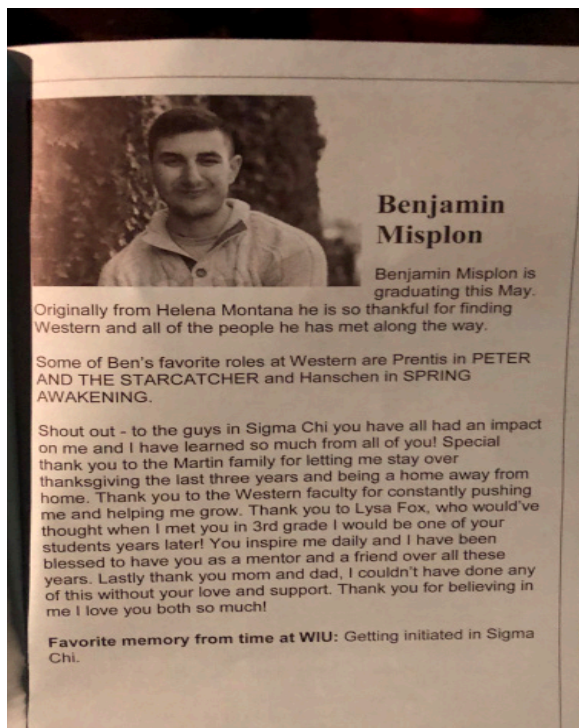 Benjamin
Misplon
Benjamin Misplon is
graduating this May.
Originally from Helena Montana he is so thankful for finding
Western and all of the people he has met along the way.
Some of Ben's favorite roles at Western are Prentis in PETER
AND THE STARCATCHER and Hanschen in SPRING
AWAKENING.
Shout out - to the guys in Sigma Chi you have all had an impact
on me and I have learned so much from all of you! Special
thank you to the Martin family for letting me stay over
thanksgiving the last three years and being a home away from
home. Thank you to the Western faculty for constantly pushing
me and helping me grow. Thank you to Lysa Fox, who would've
thought when I met you in 3rd grade I would be one of your
students years later! You inspire me daily and I have been
blessed to have you as a mentor and a friend over all these
years. Lastly thank you mom and dad, I couldn't have done any
of this without your love and support. Thank you for believing in
me I love you both so much!
Favorite memory from time at WIU: Getting initiated in Sigma
Chi.